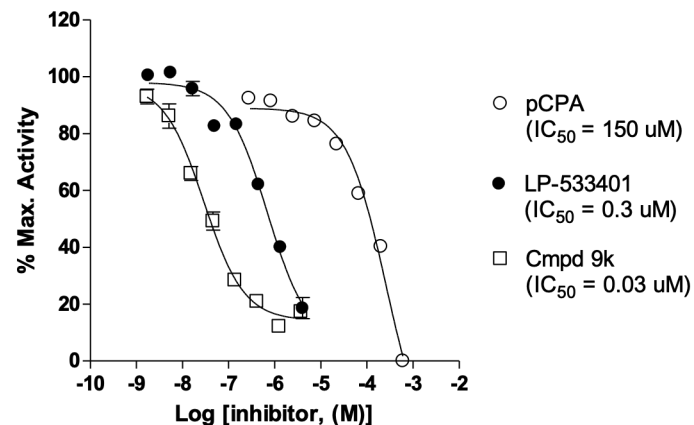 120
100
80
60
40
20
0
% Max. Activity
-10 -9 -8 -7 -6 -5 -4 -3 -2
Log [inhibitor, (M)]
pCPA
(IC50 = 150 uM)
LP-533401
(IC50 = 0.3 uM)
Cmpd 9k
(IC50 = 0.03 uM)